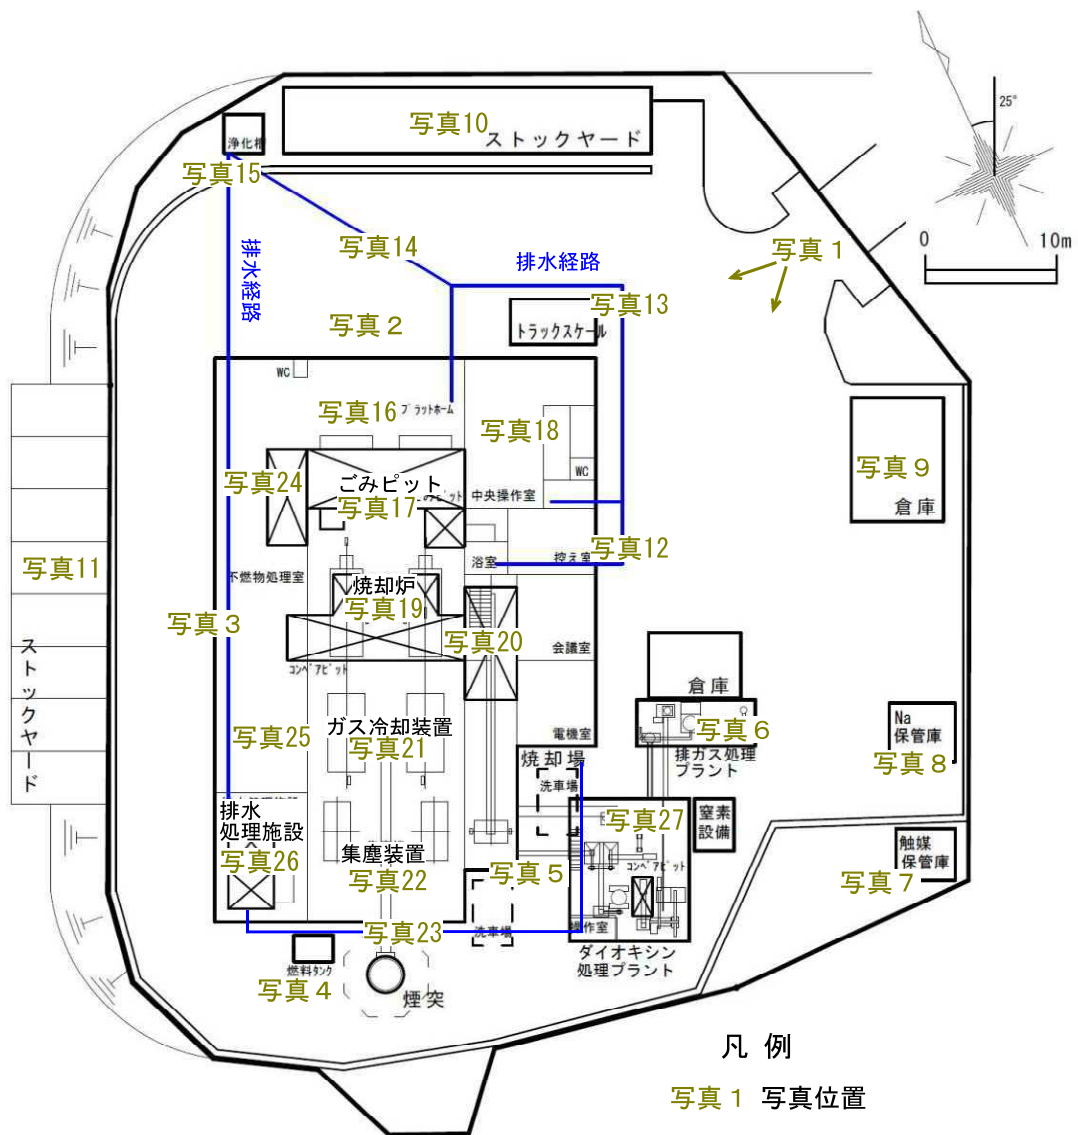 写真10
ストックヤード
浄化槽
写真15
25°
0 10m
写真14
排水経路
排水経路
写真１
写真13
写真２
トラックスケール
WC
写真16
プラットホーム
写真18
WC
写真９
倉庫
写真24
ごみピット
写真17
中央操作室
写真12
浴室
控え室
写真11
不燃物処理室
焼却炉
写真19
写真３
写真20
会議室
コンベアピット
ストックヤード
倉庫
写真６
排ガス処理
プラント
Na
保管庫
写真８
写真25
ガス冷却装置
写真21
電機室
焼却場
洗車場
排水
処理施設
写真26
集塵装置
写真22
写真５
写真27
窒素
設備
コンベアピット
触媒
保管庫
写真７
写真23
洗車場
操作室
ダイオキシン
処理プラント
燃料タンク
写真４
煙突
凡 例
写真１ 写真位置